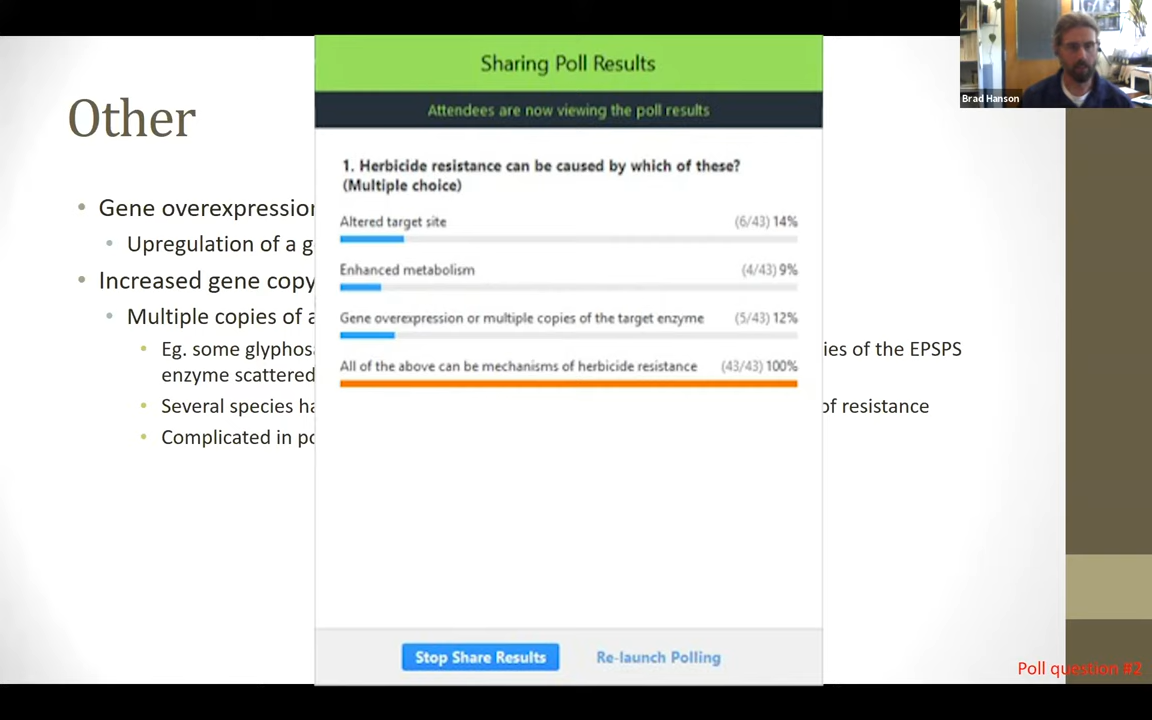 Sharing Poll Results
Attendees are now viewing the poll results
Brad Hanson
Other
1. Herbicide resistance can be caused by which of these?
(Multiple choice)
Altered target site (6/43) 14%
Enhanced metabolism (4/43) 9%
Gene overexpression or multiple copies of the target enzyme (5/43) 12%
All of the above can be mechanisms of herbicide resistance (43/43) 100%
Gene overexpression
Upregulation of a g
Increased gene copy
Multiple copies of a
Eg. some glyphos ies of the EPSPS
enzyme scattered
Several species ha of resistance
Complicated in po
Stop Share Results Re-launch Polling
Poll question #2